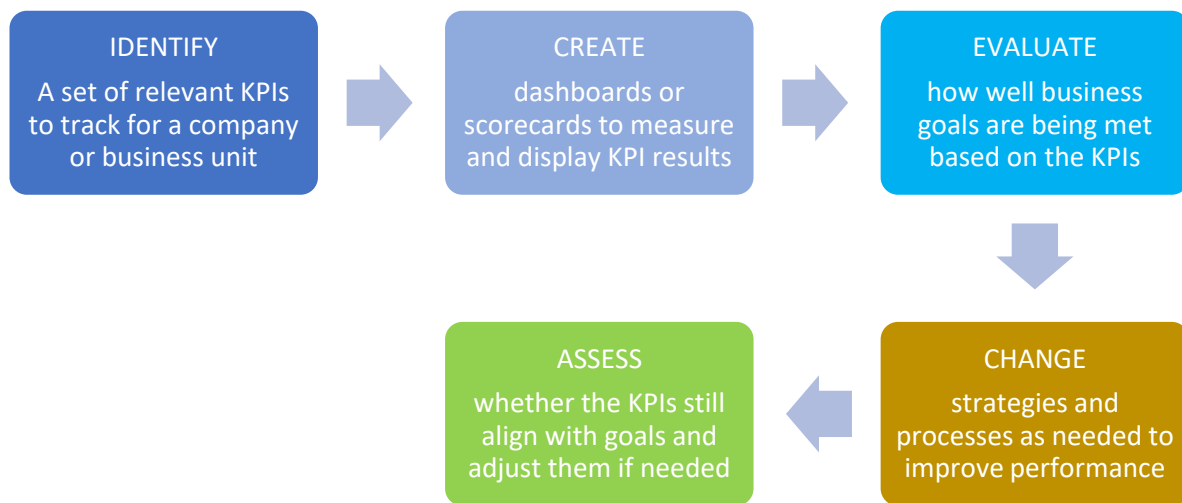 IDENTIFY
A set of relevant KPIs
to track for a company
or business unit
CREATE
dashboards or
scorecards to measure
and display KPI results
EVALUATE
how well business
goals are being met
based on the KPIs
CHANGE
strategies and
processes as needed to
improve performance
ASSESS
whether the KPIs still
align with goals and
adjust them if needed